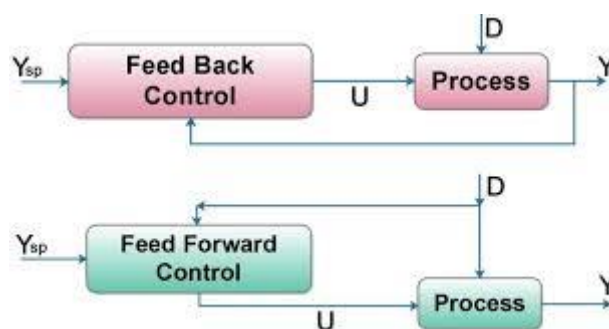 D
Ysp
Feed Back
Control
U
Process
Y
D
Ysp
Feed Forward
Control
U
Process
Y